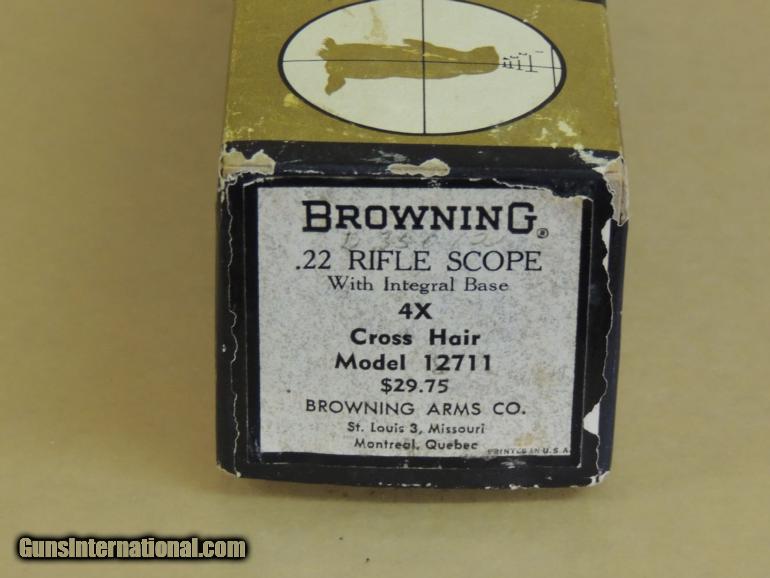 BROWNING®
.22 RIFLE SCOPE
With Integral Base
4X
Cross Hair
Model 12711
$29.75
BROWNING ARMS CO.
St. Louis 3, Missouri
Montreal, Quebec
PRINTED IN U.S.A.
GunsInternational.com